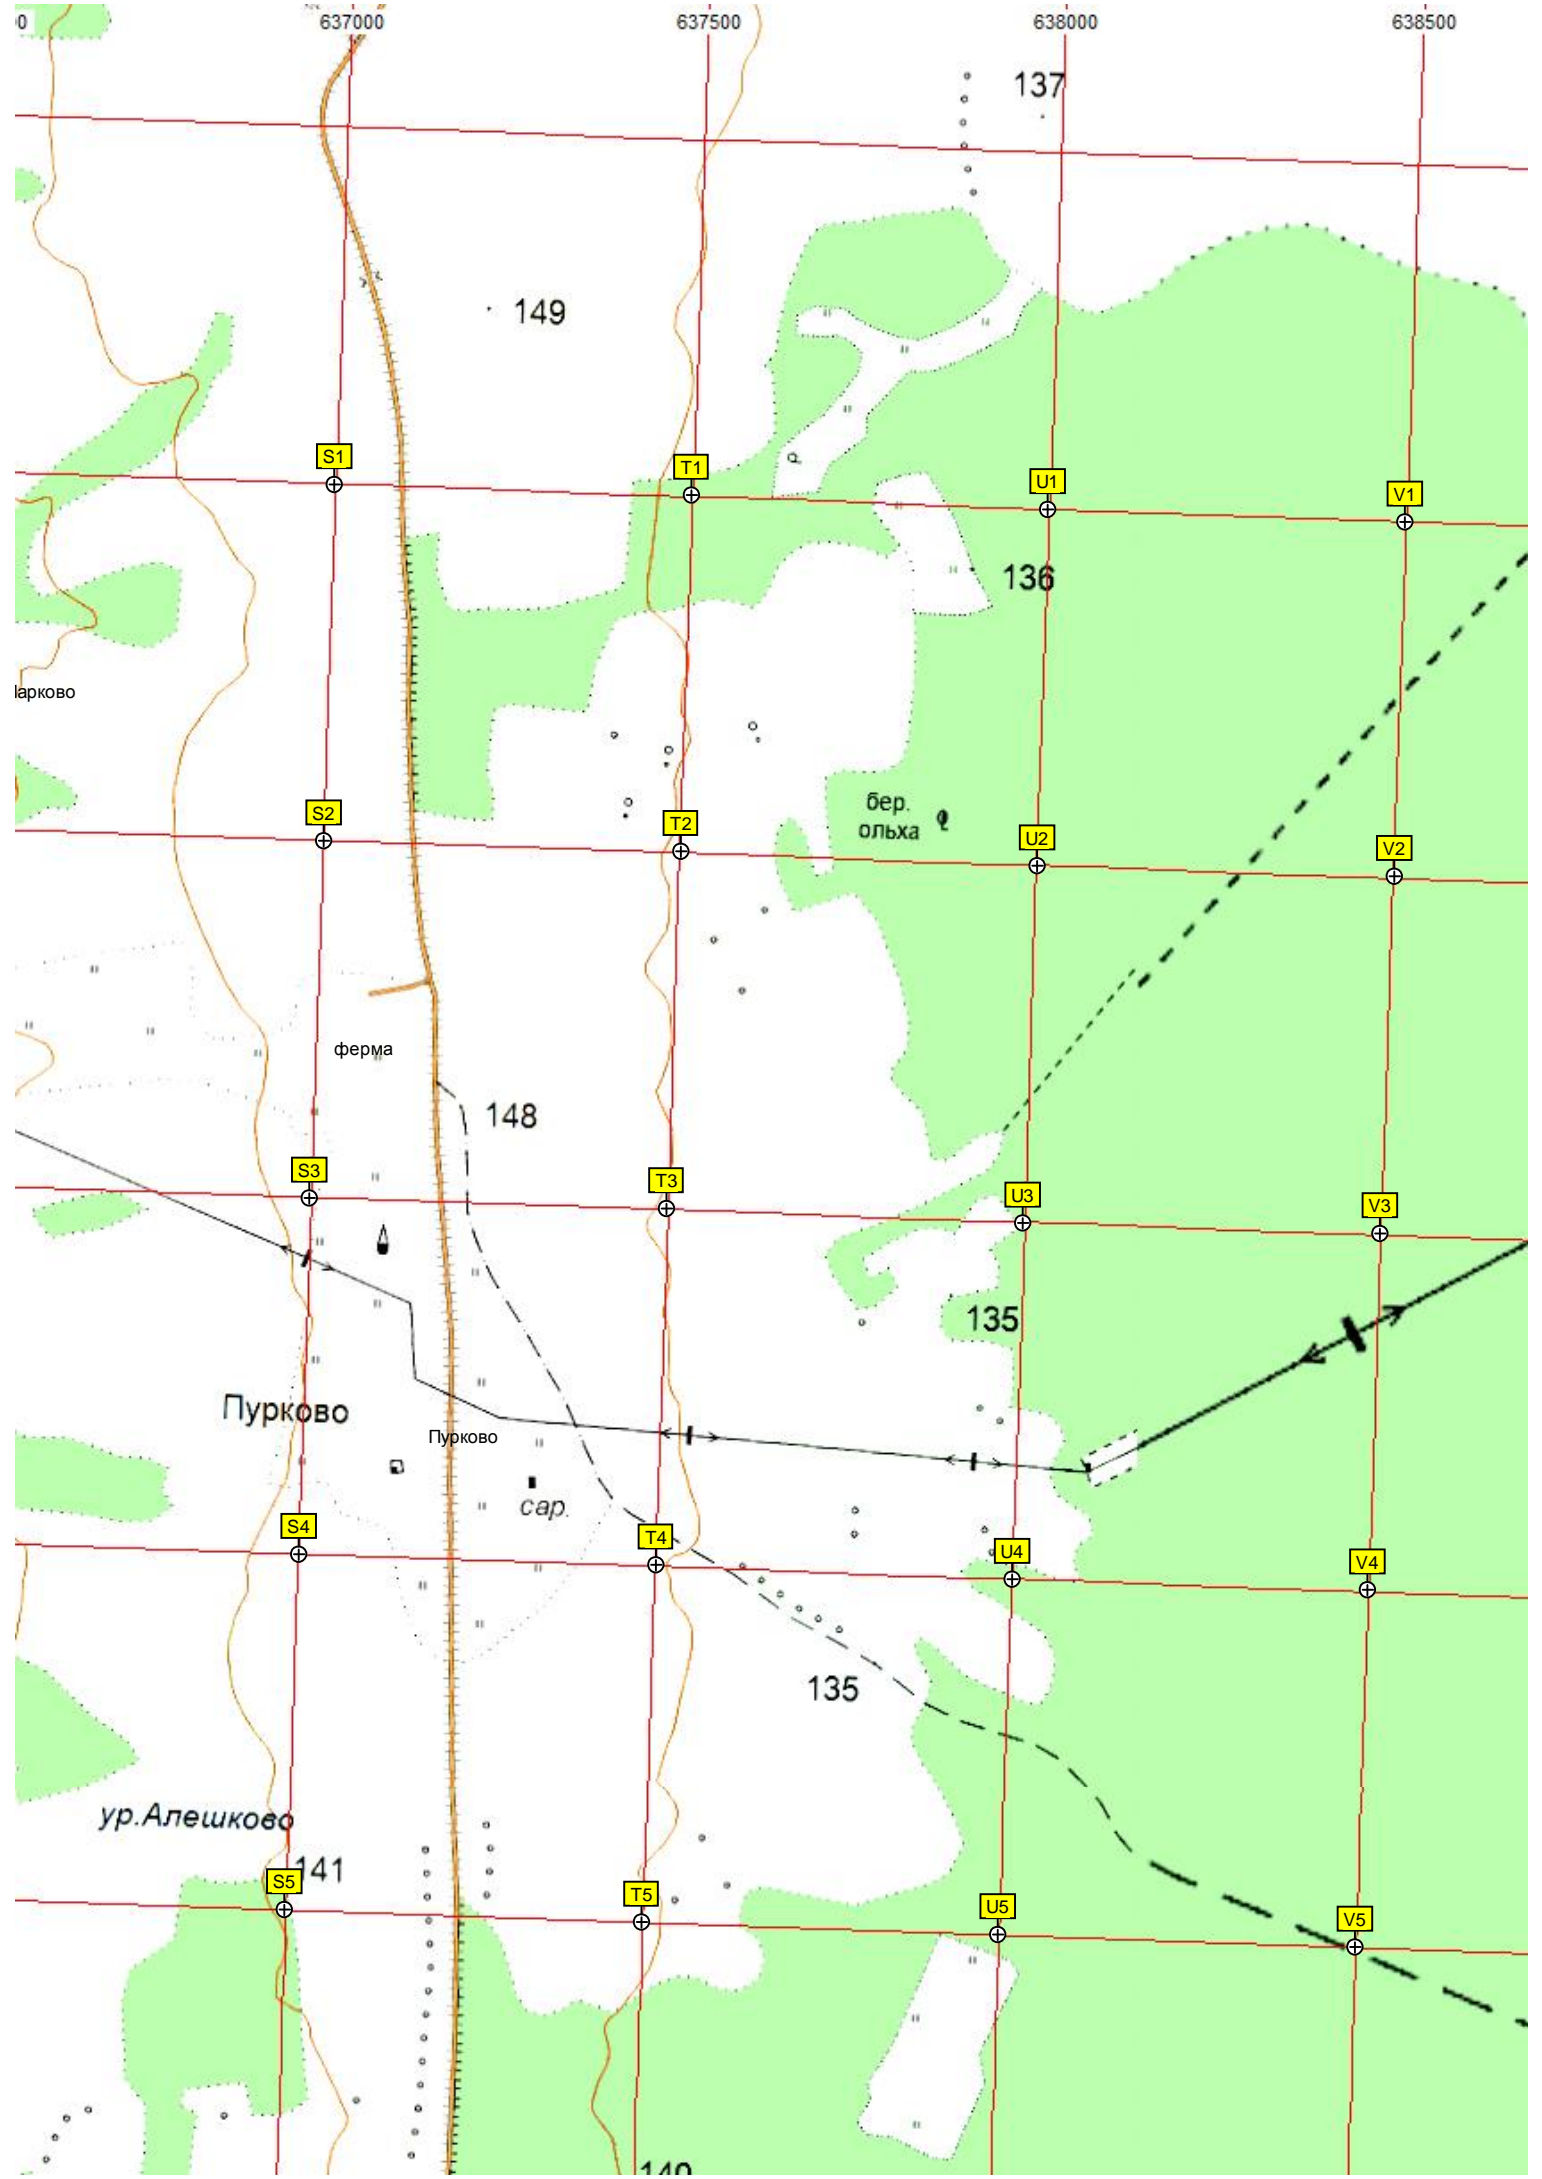 637000 637500 638000 638500
137
149
S1 T1 U1 V1
136
бер.
ольха
S2 T2 U2 V2
ферма
148
S3 T3 U3 V3
135
Пурково
Пурково
сар.
S4 T4 U4 V4
135
ур.Алешково
141
S5 T5 U5 V5